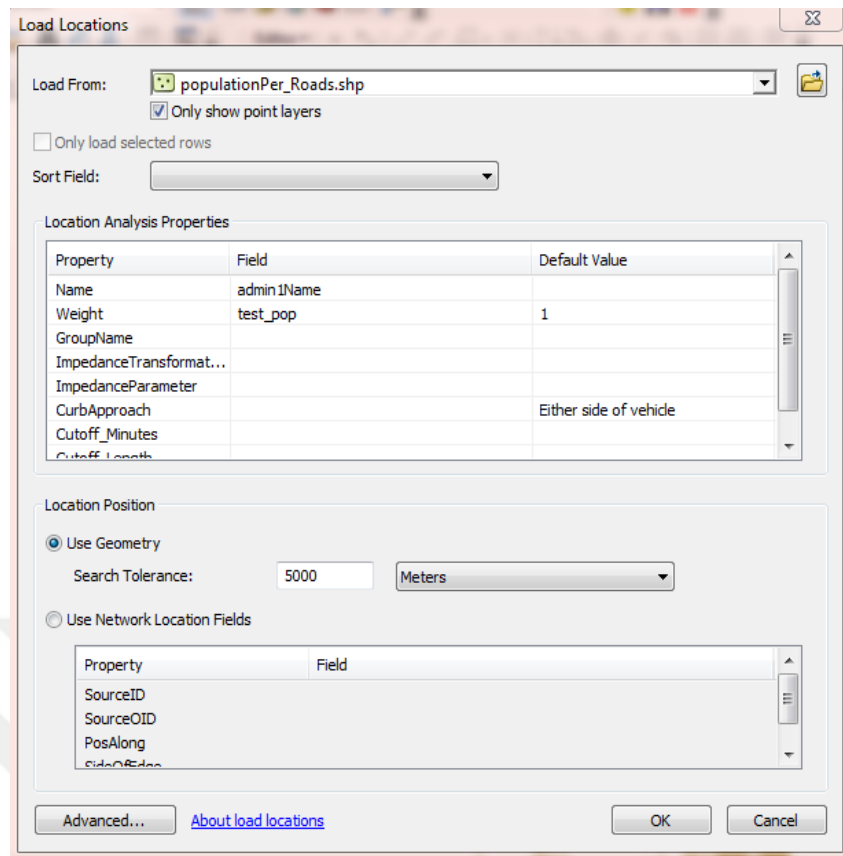 Load Locations
Load From: populationPer_Roads.shp
Only show point layers
Only load selected rows
Sort Field:
Location Analysis Properties
Property Field Default Value
Name admin1Name
Weight test_pop 1
GroupName
ImpedanceTransformat...
ImpedanceParameter
CurbApproach Either side of vehicle
Cutoff_Minutes
Cutoff_Length
Location Position
Use Geometry
Search Tolerance: 5000 Meters
Use Network Location Fields
Property Field
SourceID
SourceOID
PosAlong
SideOfEdge
Advanced... About load locations OK Cancel